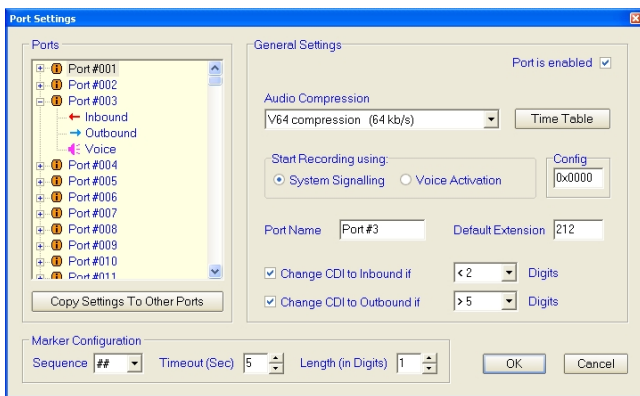 Port Settings
Ports
Port #001
Port #002
Port #003
Inbound
Outbound
Voice
Port #004
Port #005
Port #006
Port #007
Port #008
Port #009
Port #010
Port #011
Copy Settings To Other Ports
General Settings
Port is enabled
Audio Compression
V64 compression (64 kb/s)
Time Table
Start Recording using:
System Signalling
Voice Activation
Config
0x0000
Port Name
Port #3
Default Extension
212
Change CDI to Inbound if
< 2
Digits
Change CDI to Outbound if
> 5
Digits
Marker Configuration
Sequence
##
Timeout (Sec)
5
Length (in Digits)
1
OK
Cancel